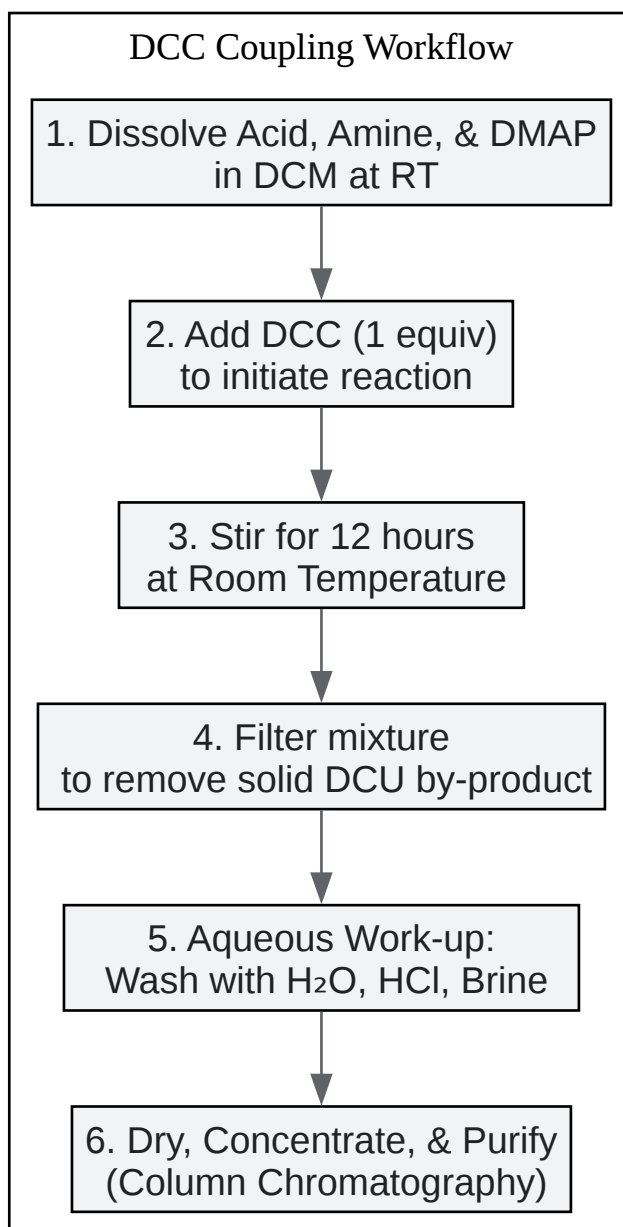 DCC Coupling Workflow
1. Dissolve Acid, Amine, & DMAP
in DCM at RT
2. Add DCC (1 equiv)
to initiate reaction
3. Stir for 12 hours
at Room Temperature
4. Filter mixture
to remove solid DCU by-product
5. Aqueous Work-up:
Wash with H₂O, HCl, Brine
6. Dry, Concentrate, & Purify
(Column Chromatography)